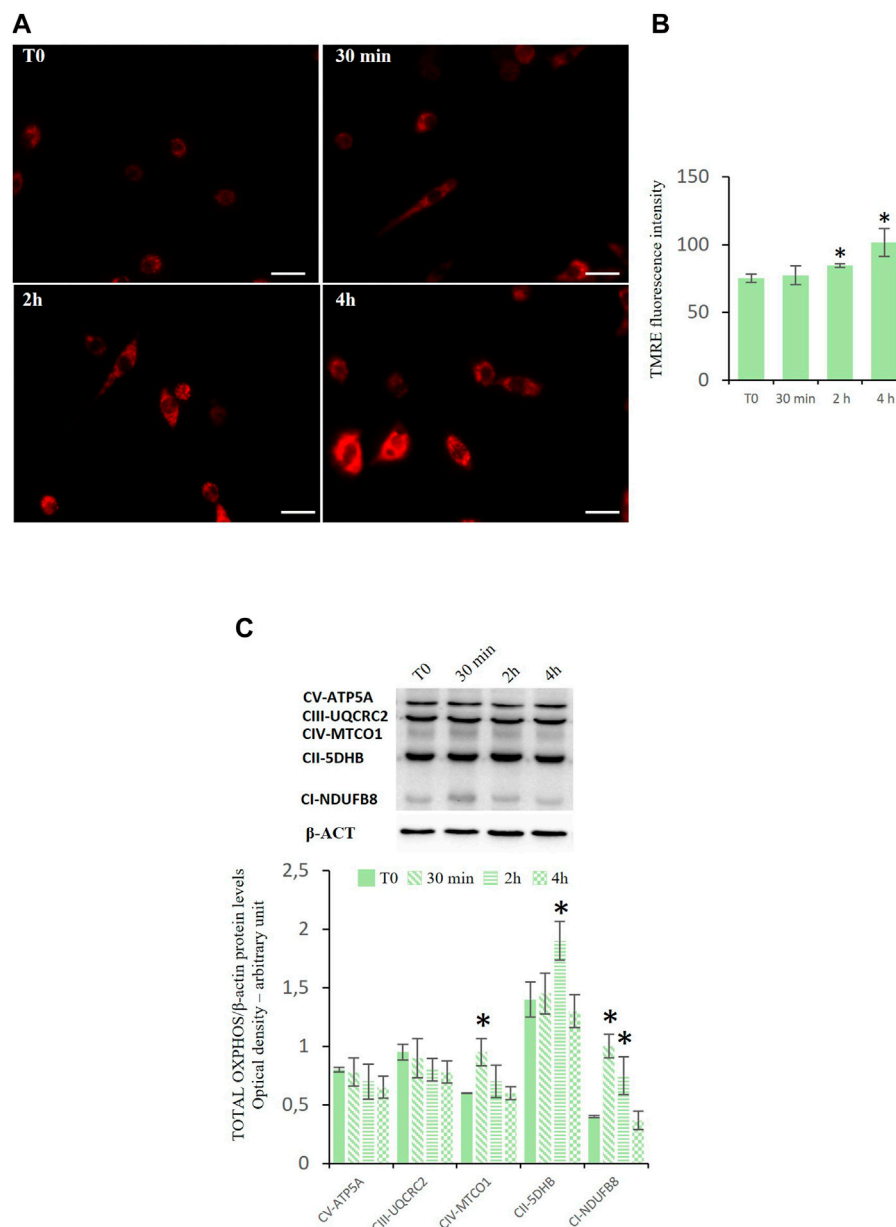 A
B
T0
30 min
2h
4h
150
100
50
0
TMRE fluorescence intensity
*
*
T0
30 min
2 h
4 h
C
T0
30 min
2h
4h
CV-ATP5A
CIII-UQCRC2
CIV-MTCO1
CII-5DHB
CI-NDUFB8
β-ACT
TOTAL OXPHOS/β-actin protein levels
Optical density – arbitrary unit
2,5
2
1,5
1
0,5
0
T0
30 min
2h
4h
*
*
*
*
CV-ATP5A
CIII-UQCRC2
CIV-MTCO1
CII-5DHB
CI-NDUFB8